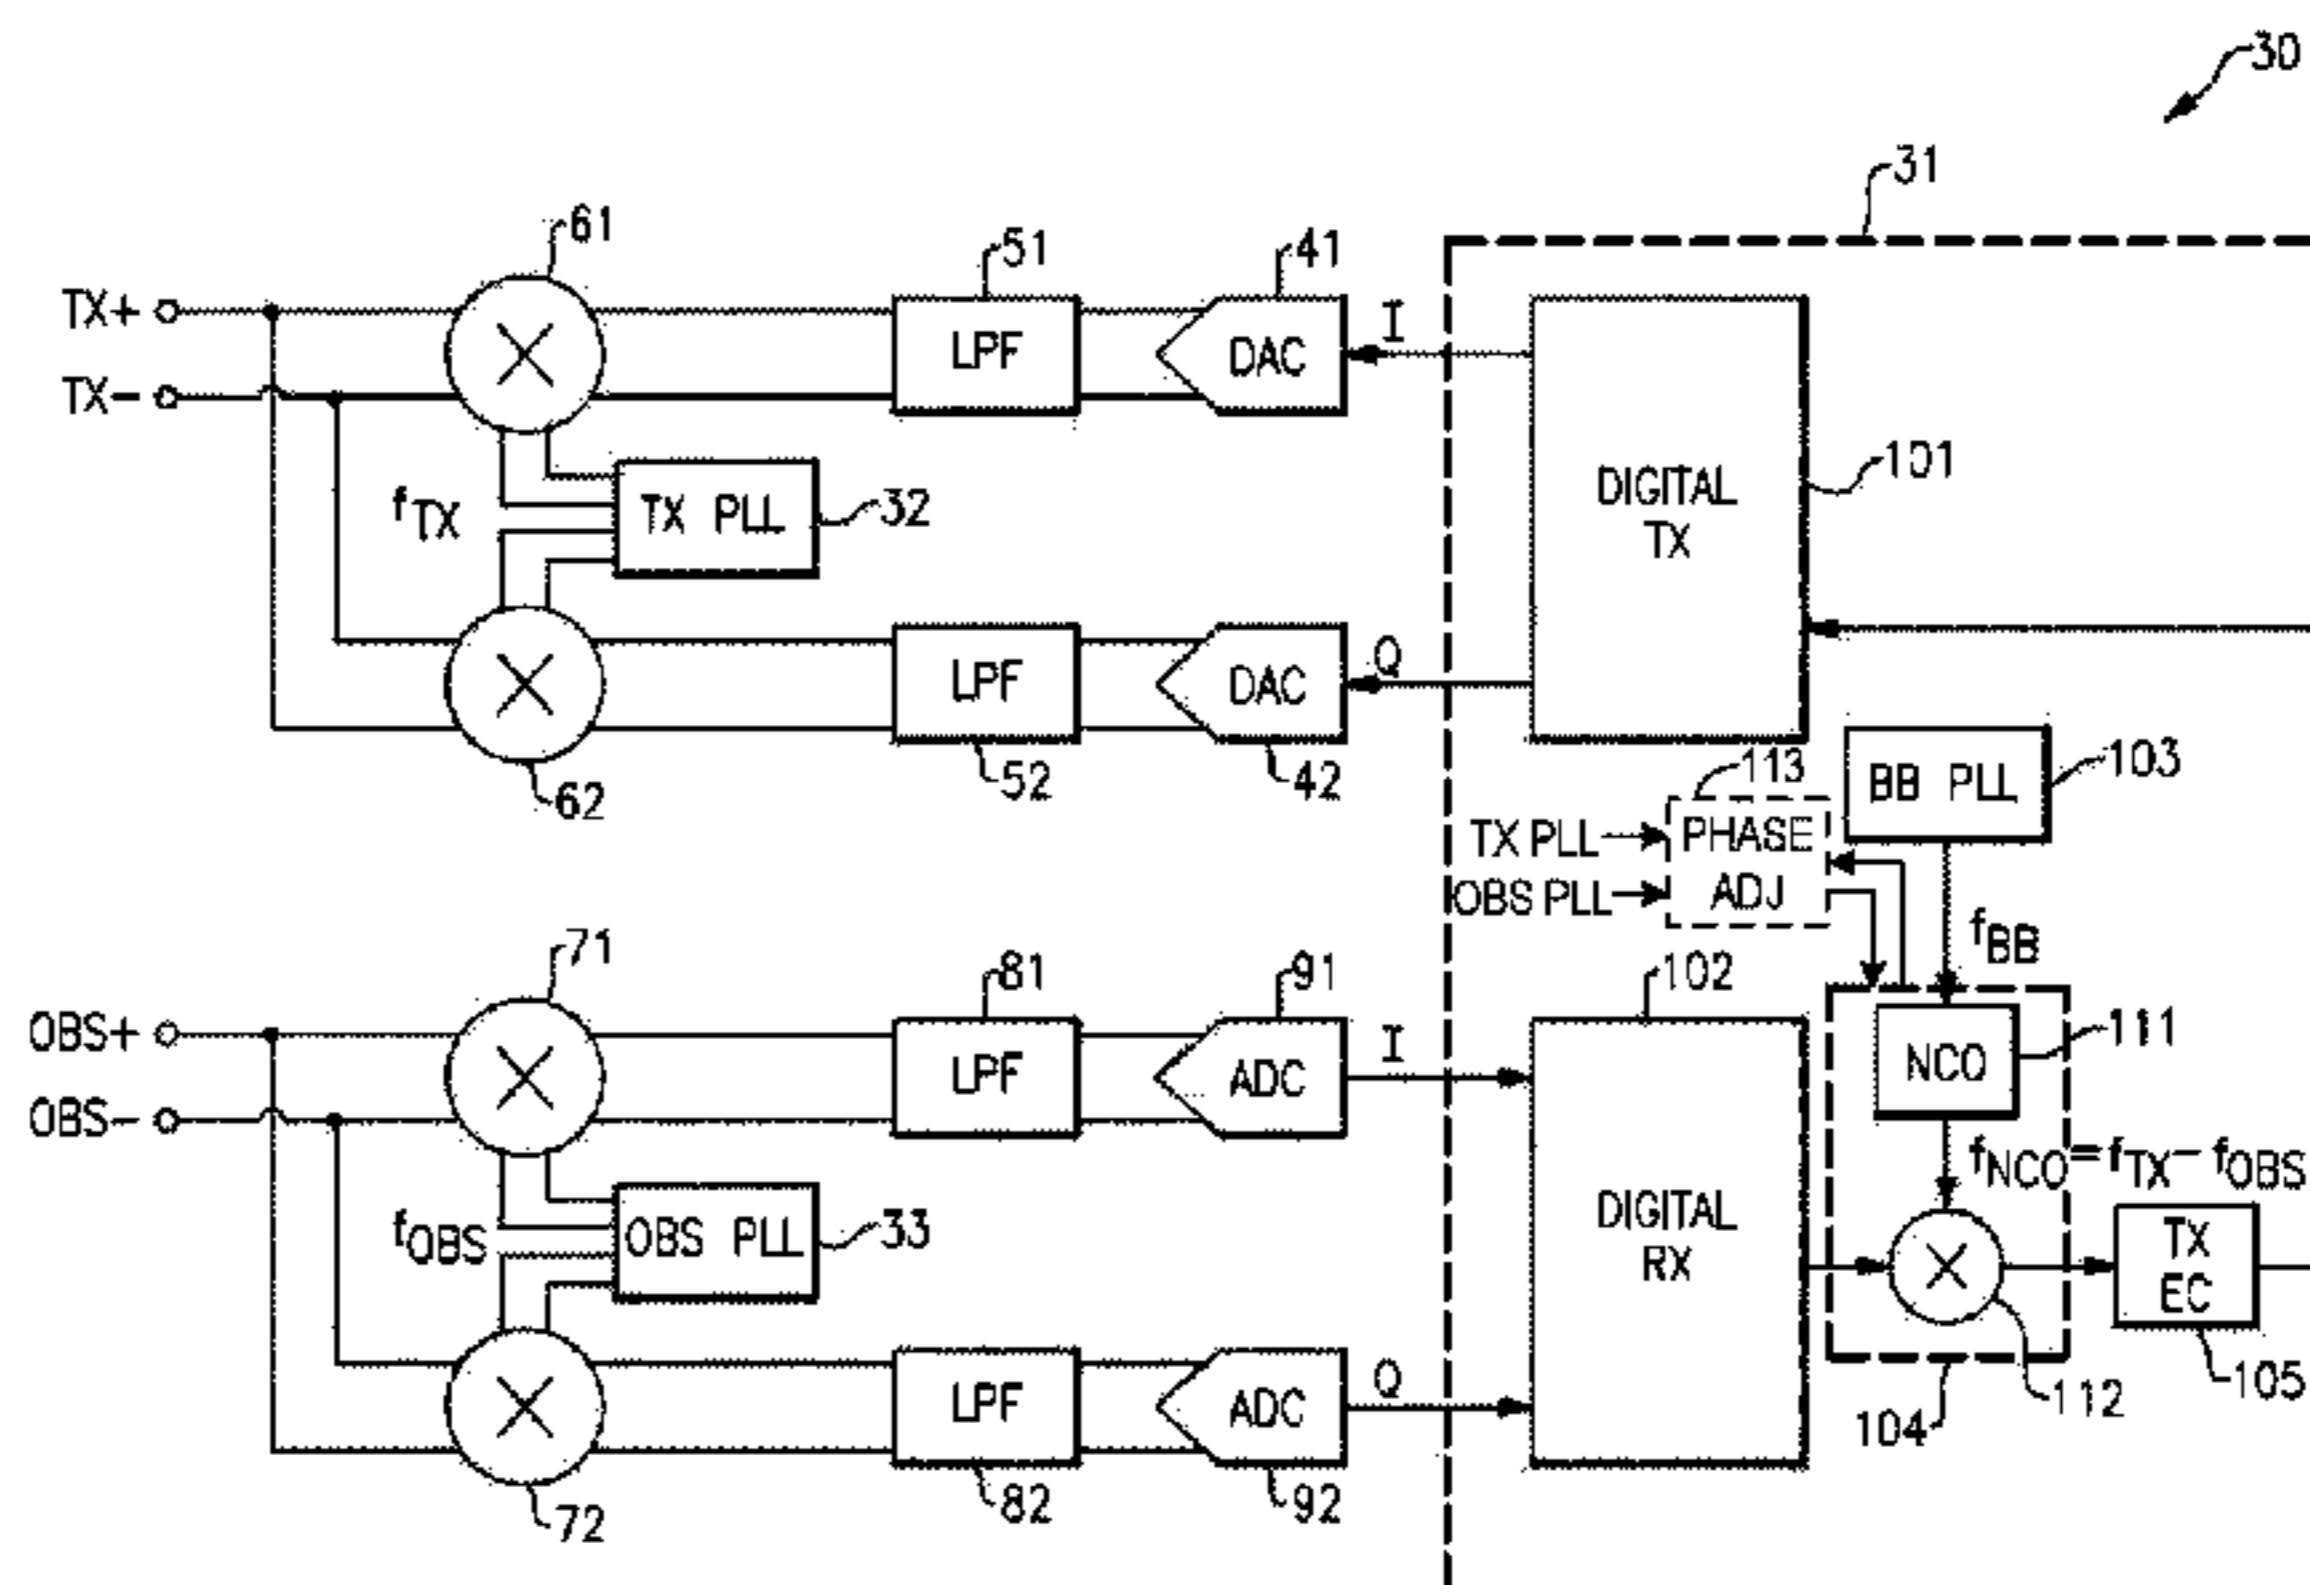 30
31
61
51
41
TX+
LPF
DAC
I
TX-
DIGITAL
TX
101
fTX
TX PLL
32
LPF
DAC
Q
62
52
42
113
BB PLL
103
TX PLL
PHASE
OBS PLL
ADJ
fBB
71
81
91
102
OBS+
LPF
ADC
I
NCO
111
OBS-
fNCO=fTX-fOBS
fOBS
OBS PLL
33
DIGITAL
RX
TX
EC
LPF
ADC
Q
104
112
105
72
82
92